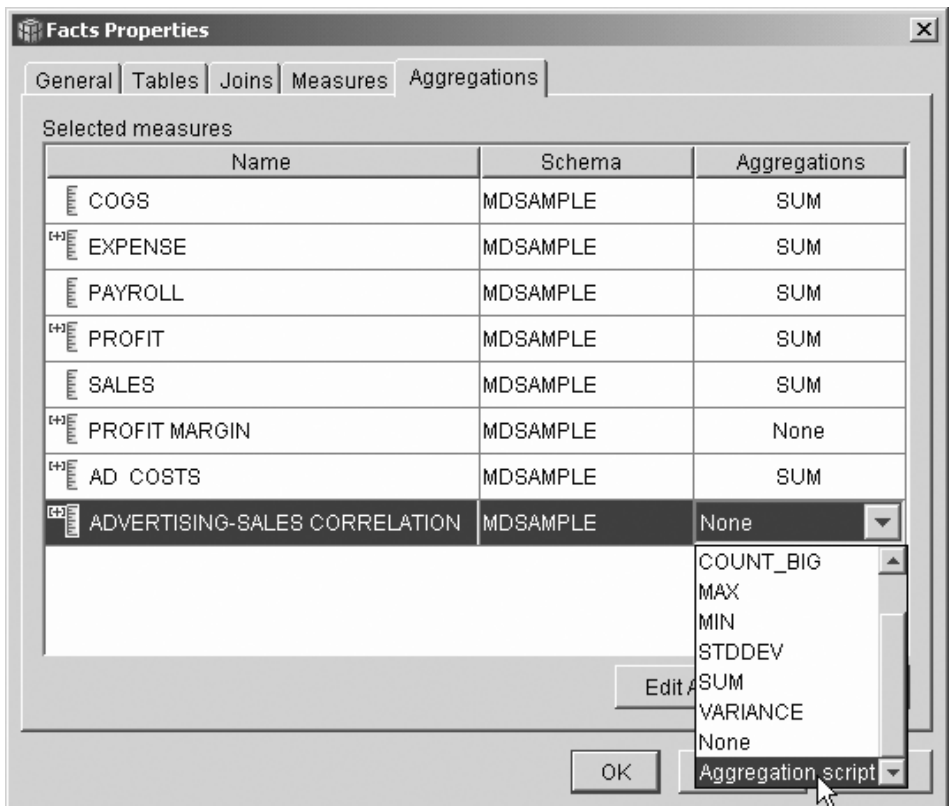 Facts Properties
General Tables Joins Measures Aggregations
Selected measures
Name Schema Aggregations
COGS MDSAMPLE SUM
EXPENSE MDSAMPLE SUM
PAYROLL MDSAMPLE SUM
PROFIT MDSAMPLE SUM
SALES MDSAMPLE SUM
PROFIT MARGIN MDSAMPLE None
AD COSTS MDSAMPLE SUM
ADVERTISING-SALES CORRELATION MDSAMPLE None
COUNT_BIG
MAX
MIN
STDDEV
Edit
SUM
VARIANCE
None
Aggregation script
OK